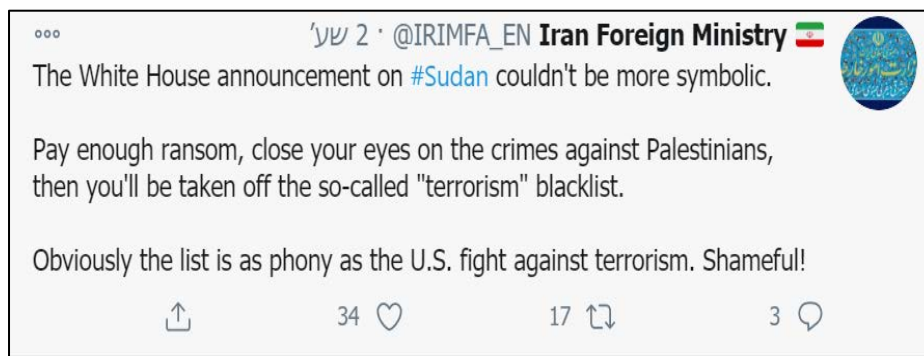 Iran Foreign Ministry @IRIMFA_EN · 2 שע'
The White House announcement on #Sudan couldn't be more symbolic.
Pay enough ransom, close your eyes on the crimes against Palestinians,
then you'll be taken off the so-called "terrorism" blacklist.
Obviously the list is as phony as the U.S. fight against terrorism. Shameful!
34 17 3